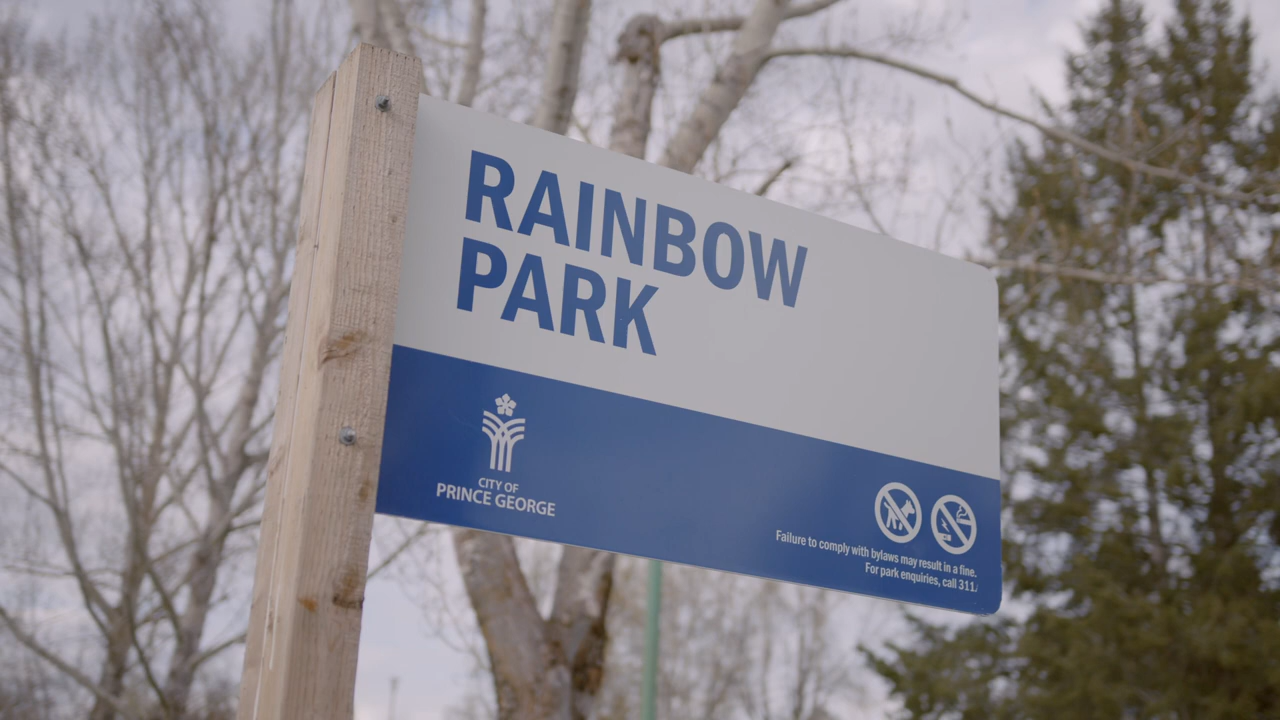 RAINBOW
PARK
CITY OF
PRINCE GEORGE
Failure to comply with bylaws may result in a fine.
For park enquiries, call 311.